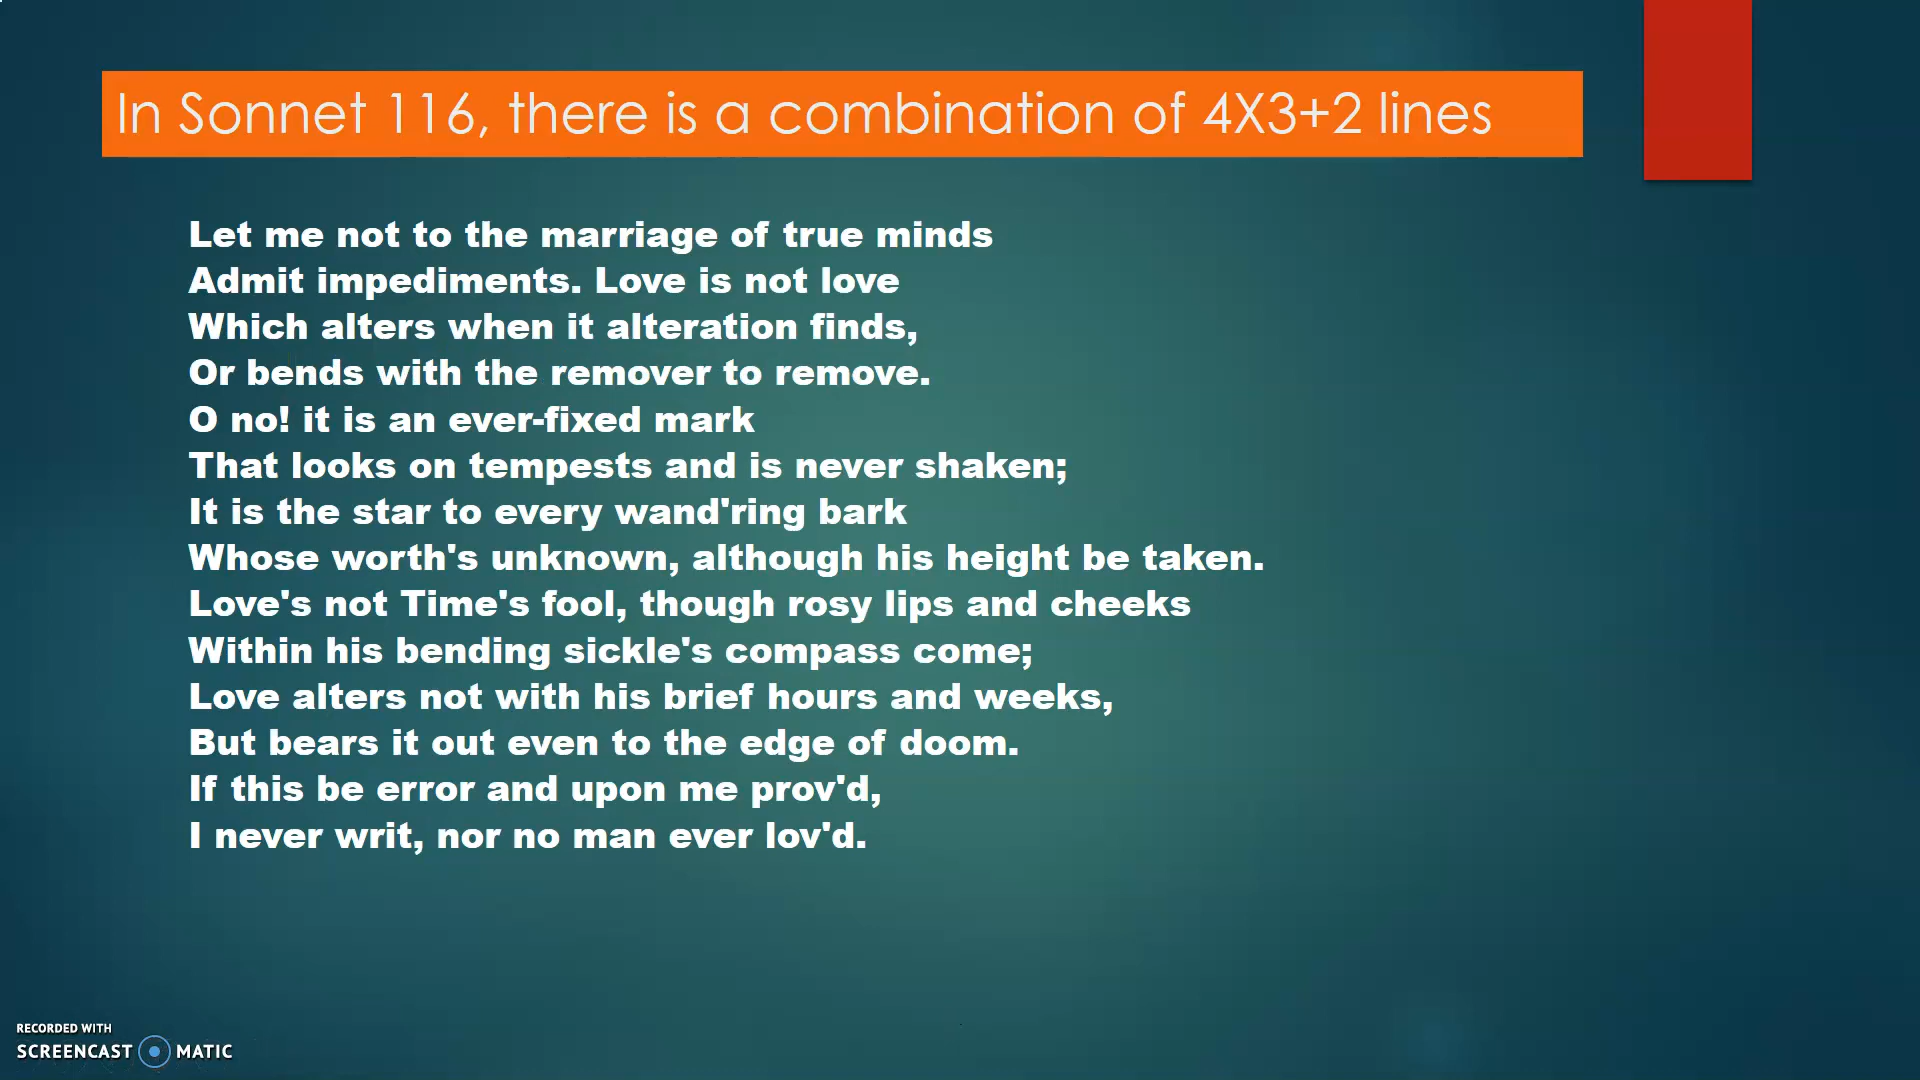 In Sonnet 116, there is a combination of 4X3+2 lines
Let me not to the marriage of true minds
Admit impediments. Love is not love
Which alters when it alteration finds,
Or bends with the remover to remove.
O no! it is an ever-fixed mark
That looks on tempests and is never shaken;
It is the star to every wand'ring bark
Whose worth's unknown, although his height be taken.
Love's not Time's fool, though rosy lips and cheeks
Within his bending sickle's compass come;
Love alters not with his brief hours and weeks,
But bears it out even to the edge of doom.
If this be error and upon me prov'd,
I never writ, nor no man ever lov'd.
RECORDED WITH
SCREENCAST MATIC